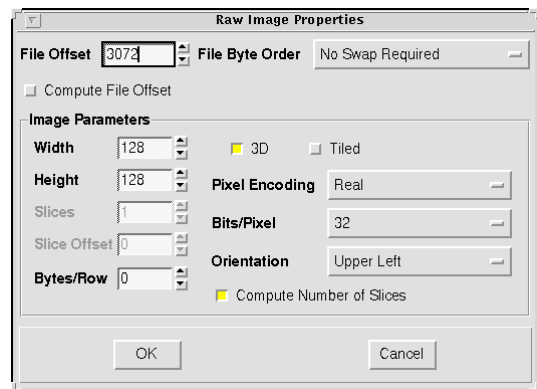 Raw Image Properties
File Offset 3072 File Byte Order No Swap Required
Compute File Offset
Image Parameters
Width 128 3D Tiled
Height 128 Pixel Encoding Real
Slices 1 Bits/Pixel 32
Slice Offset 0 Orientation Upper Left
Bytes/Row 0 Compute Number of Slices
OK Cancel